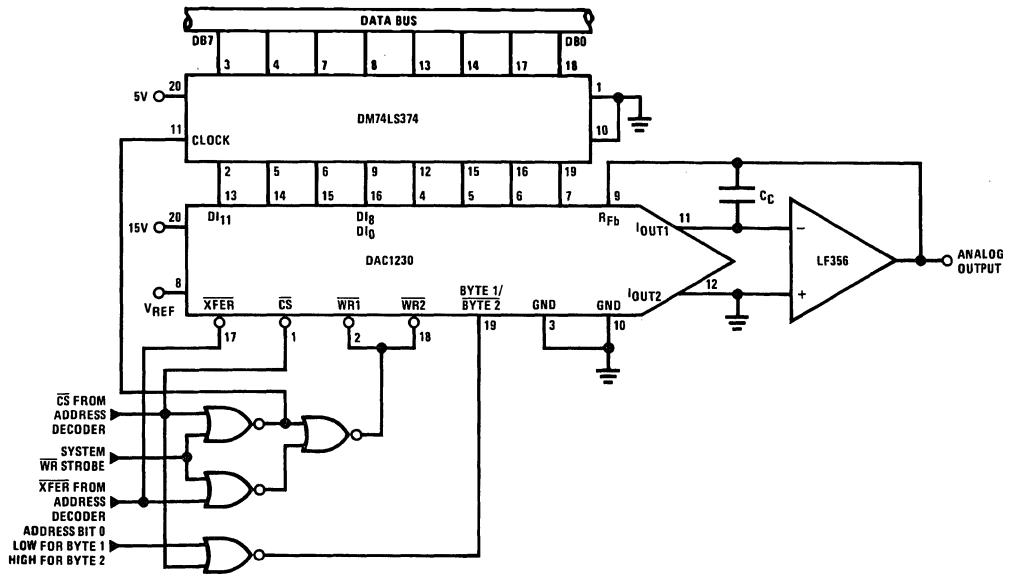 DATA BUS
DB7 DB0
3 4 7 8 13 14 17 18
5V 20 1
DM74LS374
11 CLOCK 10
2 5 6 9 12 15 16 19
13 14 15 16 4 5 6 7 9
DI11 DI8 RFb
DI0
15V 20
IOUT1 11 CC
DAC1230
LF356
ANALOG
OUTPUT
VREF 8
IOUT2 12
XFER CS WR1 WR2 BYTE 1/ GND GND
BYTE 2
17 1 2 18 19 3 10
− +
CS FROM
ADDRESS
DECODER
SYSTEM
WR STROBE
XFER FROM
ADDRESS
DECODER
ADDRESS BIT 0
LOW FOR BYTE 1
HIGH FOR BYTE 2